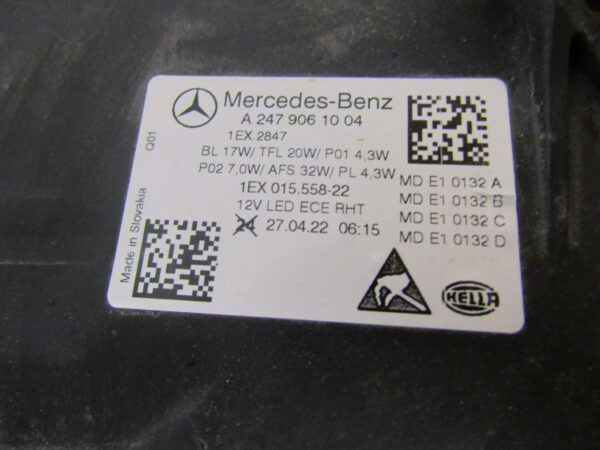 Mercedes-Benz
A 247 906 10 04
1EX.2847
BL 17W/ TFL 20W/ P01 4,3W
P02 7,0W/ AFS 32W/ PL 4,3W
1EX 015.558-22
12V LED ECE RHT
24 27.04.22 06:15
MD E1 0132 A
MD E1 0132 B
MD E1 0132 C
MD E1 0132 D
Made in Slovakia
Q01
HELLA